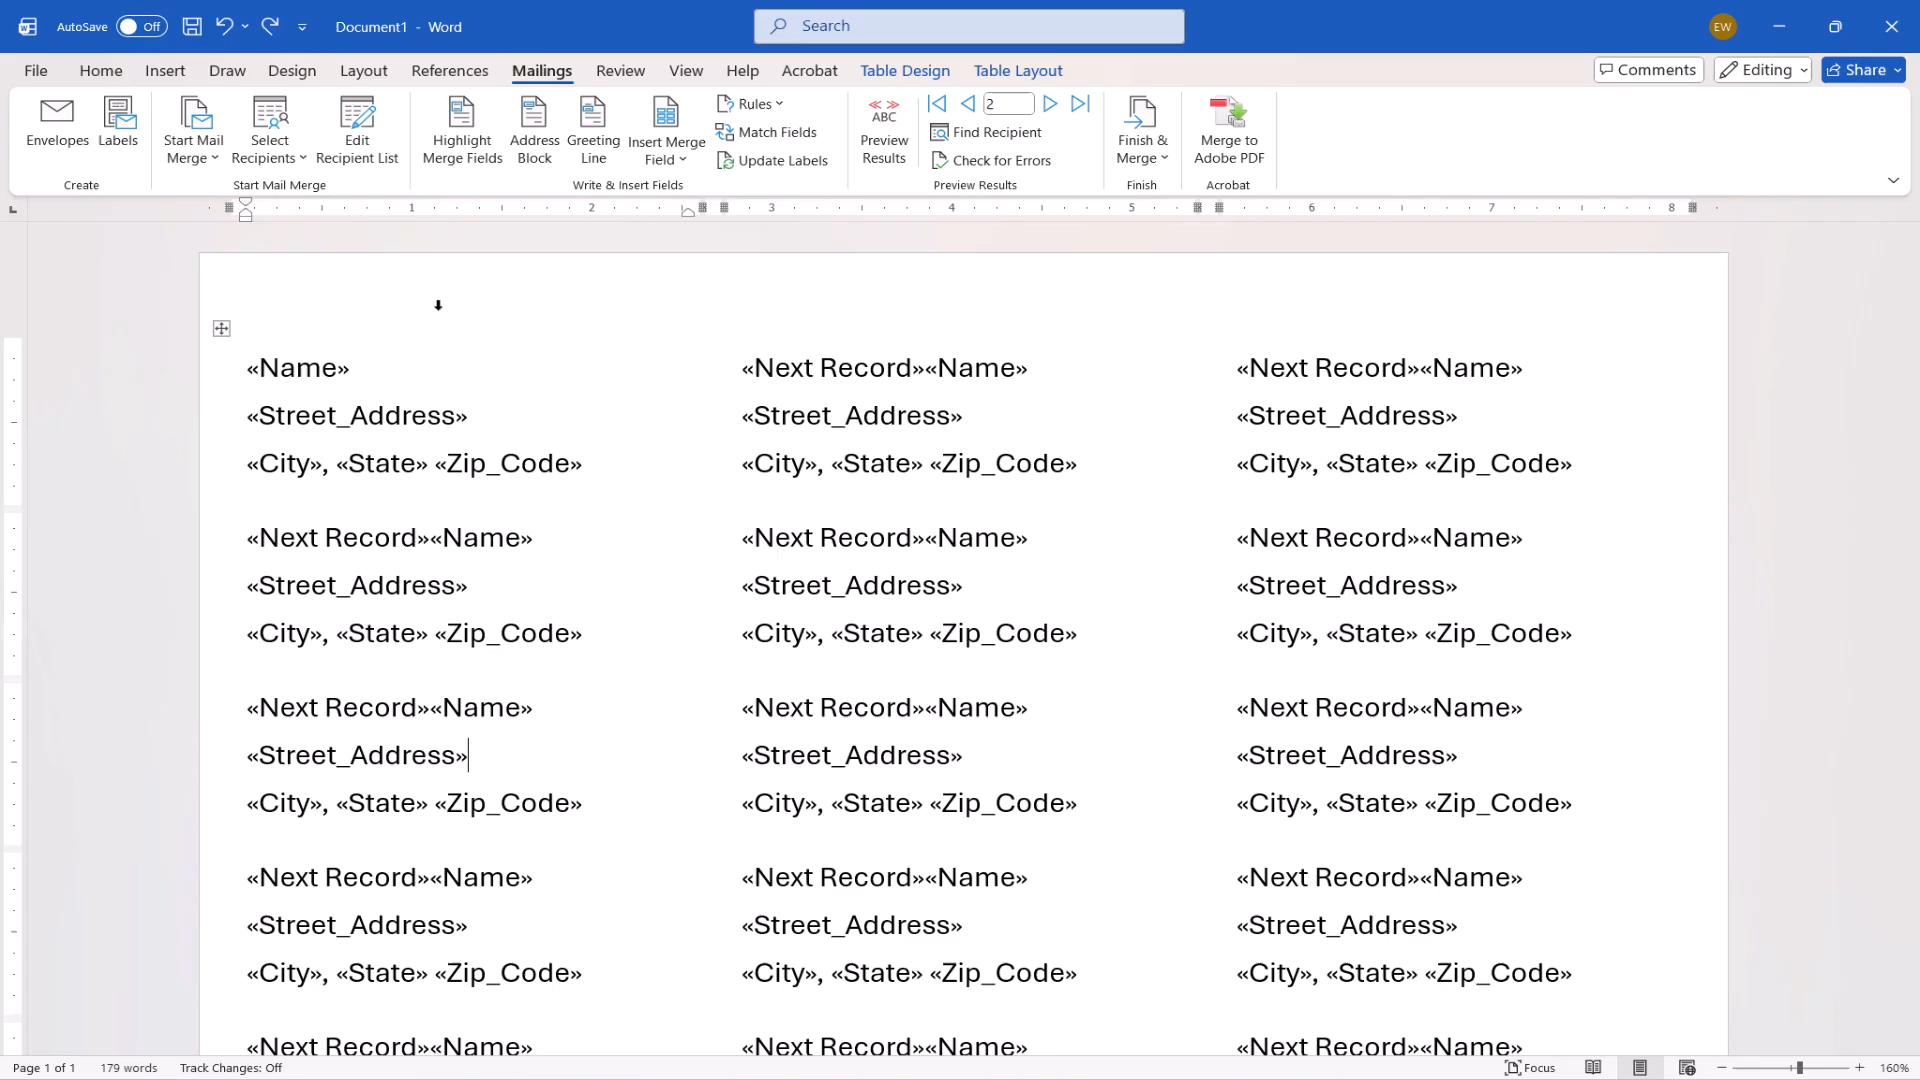 AutoSave Off Document1 - Word Search EW
File Home Insert Draw Design Layout References Mailings Review View Help Acrobat Table Design Table Layout Comments Editing Share
Envelopes Labels Start Mail Merge Select Recipients Edit Recipient List Highlight Merge Fields Address Block Greeting Line Insert Merge Field Rules Match Fields Update Labels « » ABC Preview Results 2 Find Recipient Check for Errors Finish & Merge Merge to Adobe PDF
Create Start Mail Merge Write & Insert Fields Preview Results Finish Acrobat
1 2 3 4 5 6 7 8
«Name» «Next Record»«Name» «Next Record»«Name»
«Street_Address» «Street_Address» «Street_Address»
«City», «State» «Zip_Code» «City», «State» «Zip_Code» «City», «State» «Zip_Code»
«Next Record»«Name» «Next Record»«Name» «Next Record»«Name»
«Street_Address» «Street_Address» «Street_Address»
«City», «State» «Zip_Code» «City», «State» «Zip_Code» «City», «State» «Zip_Code»
«Next Record»«Name» «Next Record»«Name» «Next Record»«Name»
«Street_Address» «Street_Address» «Street_Address»
«City», «State» «Zip_Code» «City», «State» «Zip_Code» «City», «State» «Zip_Code»
«Next Record»«Name» «Next Record»«Name» «Next Record»«Name»
«Street_Address» «Street_Address» «Street_Address»
«City», «State» «Zip_Code» «City», «State» «Zip_Code» «City», «State» «Zip_Code»
«Next Record»«Name» «Next Record»«Name» «Next Record»«Name»
Page 1 of 1 179 words Track Changes: Off Focus 160%